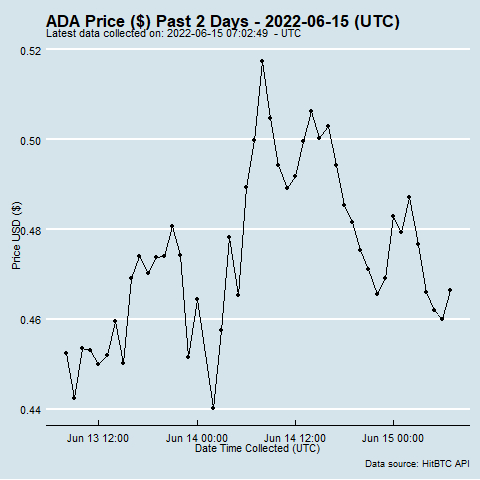 ADA Price ($) Past 2 Days - 2022-06-15 (UTC)
Latest data collected on: 2022-06-15 07:02:49  - UTC
0.52
0.50
0.48
0.46
0.44
Price USD ($)
Jun 13 12:00
Jun 14 00:00
Jun 14 12:00
Jun 15 00:00
Date Time Collected (UTC)
Data source: HitBTC API